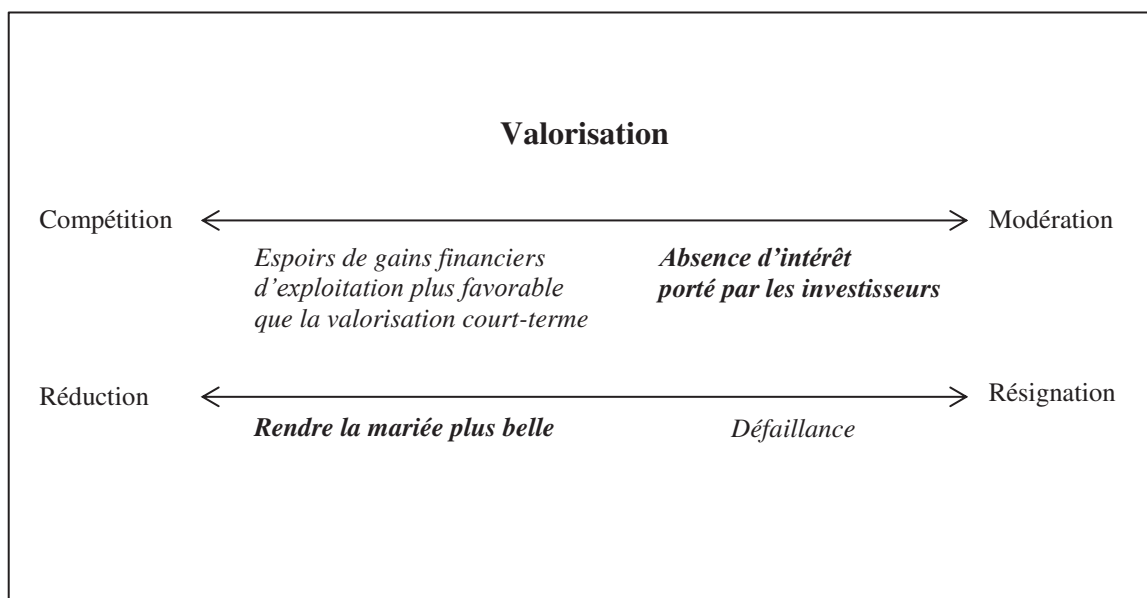 Valorisation
Compétition
Modération
Espoirs de gains financiers
d'exploitation plus favorable
que la valorisation court-terme
Absence d'intérêt
porté par les investisseurs
Réduction
Résignation
Rendre la mariée plus belle
Défaillance